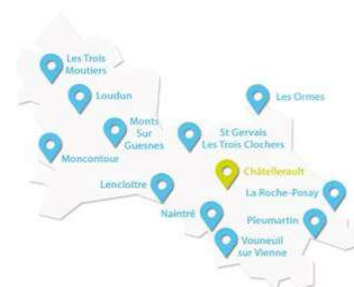 Les Trois
Moutiers
Loudun
Les Ormes
Monts
Sur
Guesnes
St Gervais
Les Trois Clochers
Moncontour
Châtellerault
Lencloître
La Roche-Posay
Naintré
Pleumartin
Vouneuil
sur Vienne